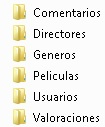 Comentarios
Directores
Generos
Peliculas
Usuarios
Valoraciones